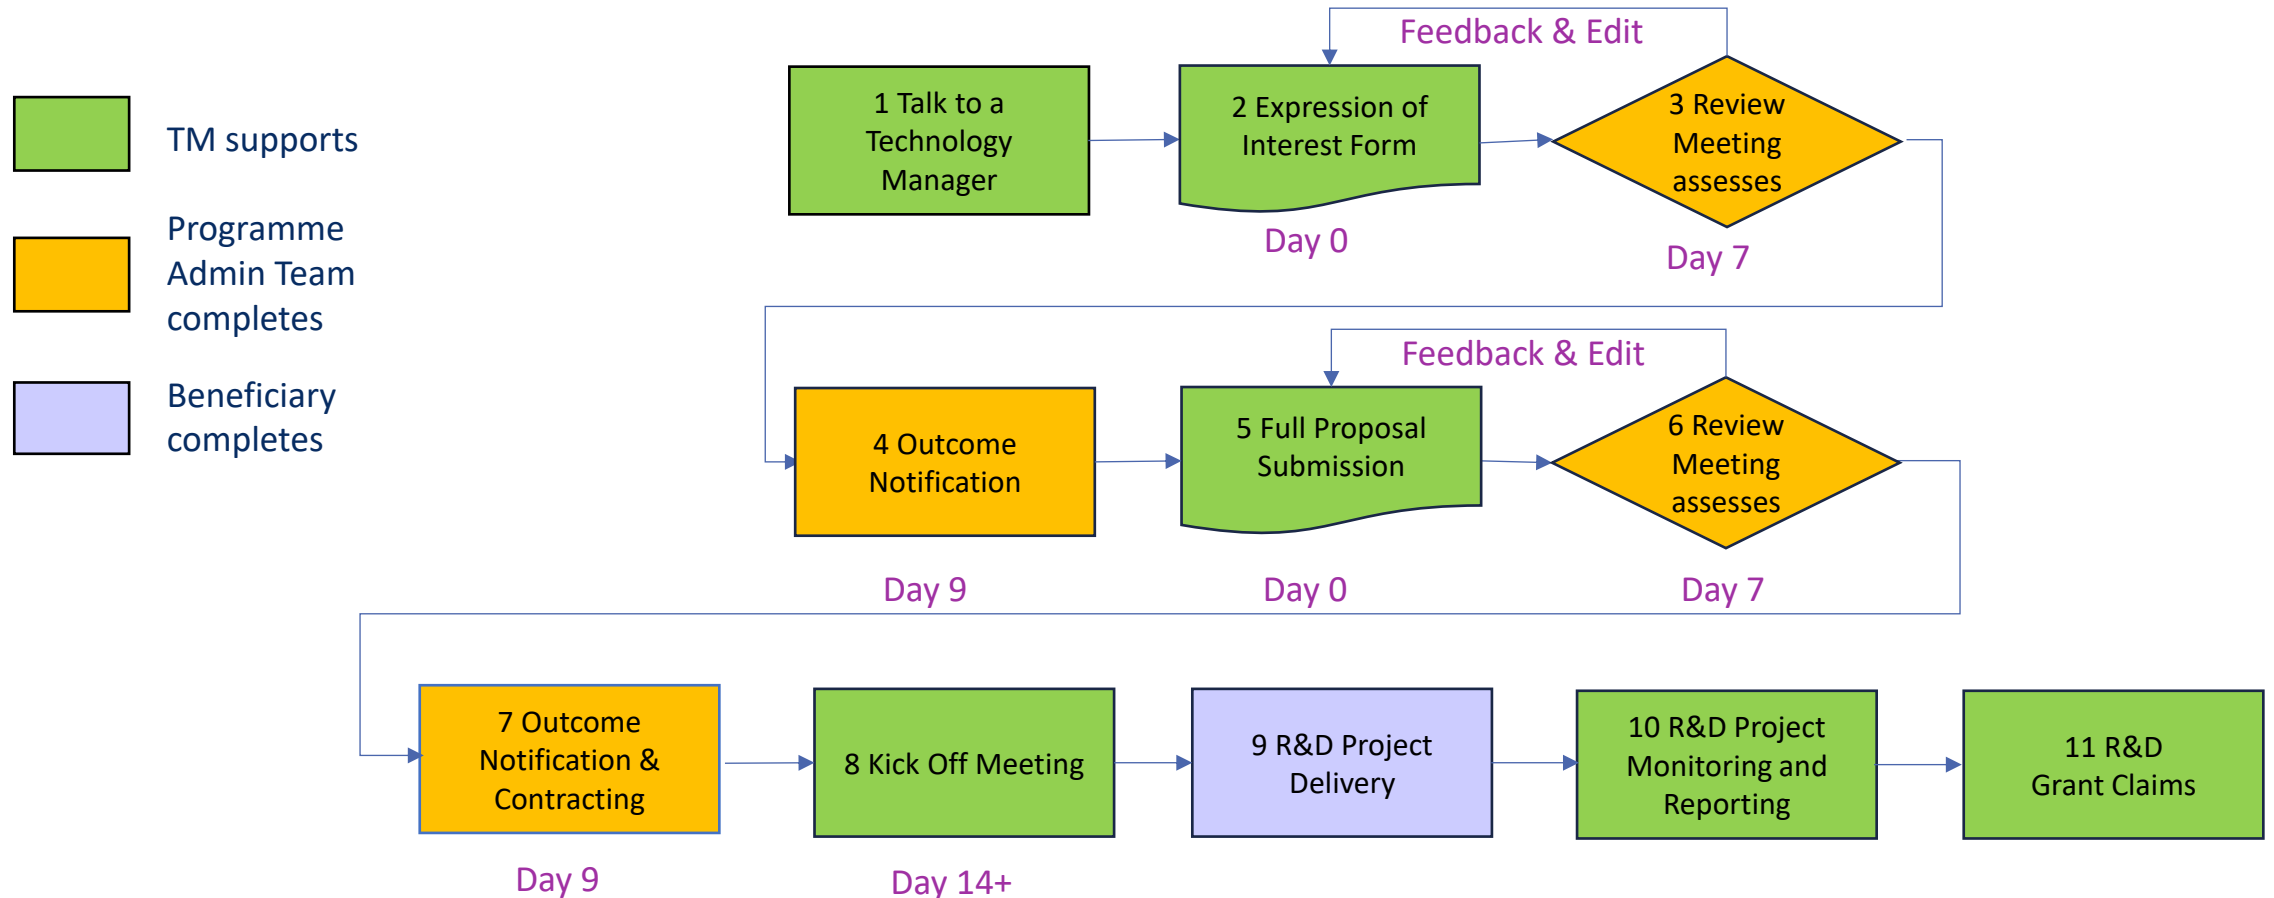 TM supports
Programme
Admin Team
completes
Beneficiary
completes
Feedback & Edit
1 Talk to a
Technology
Manager
2 Expression of
Interest Form
3 Review
Meeting
assesses
Day 0
Day 7
Feedback & Edit
4 Outcome
Notification
5 Full Proposal
Submission
6 Review
Meeting
assesses
Day 9
Day 0
Day 7
7 Outcome
Notification &
Contracting
8 Kick Off Meeting
9 R&D Project
Delivery
10 R&D Project
Monitoring and
Reporting
11 R&D
Grant Claims
Day 9
Day 14+